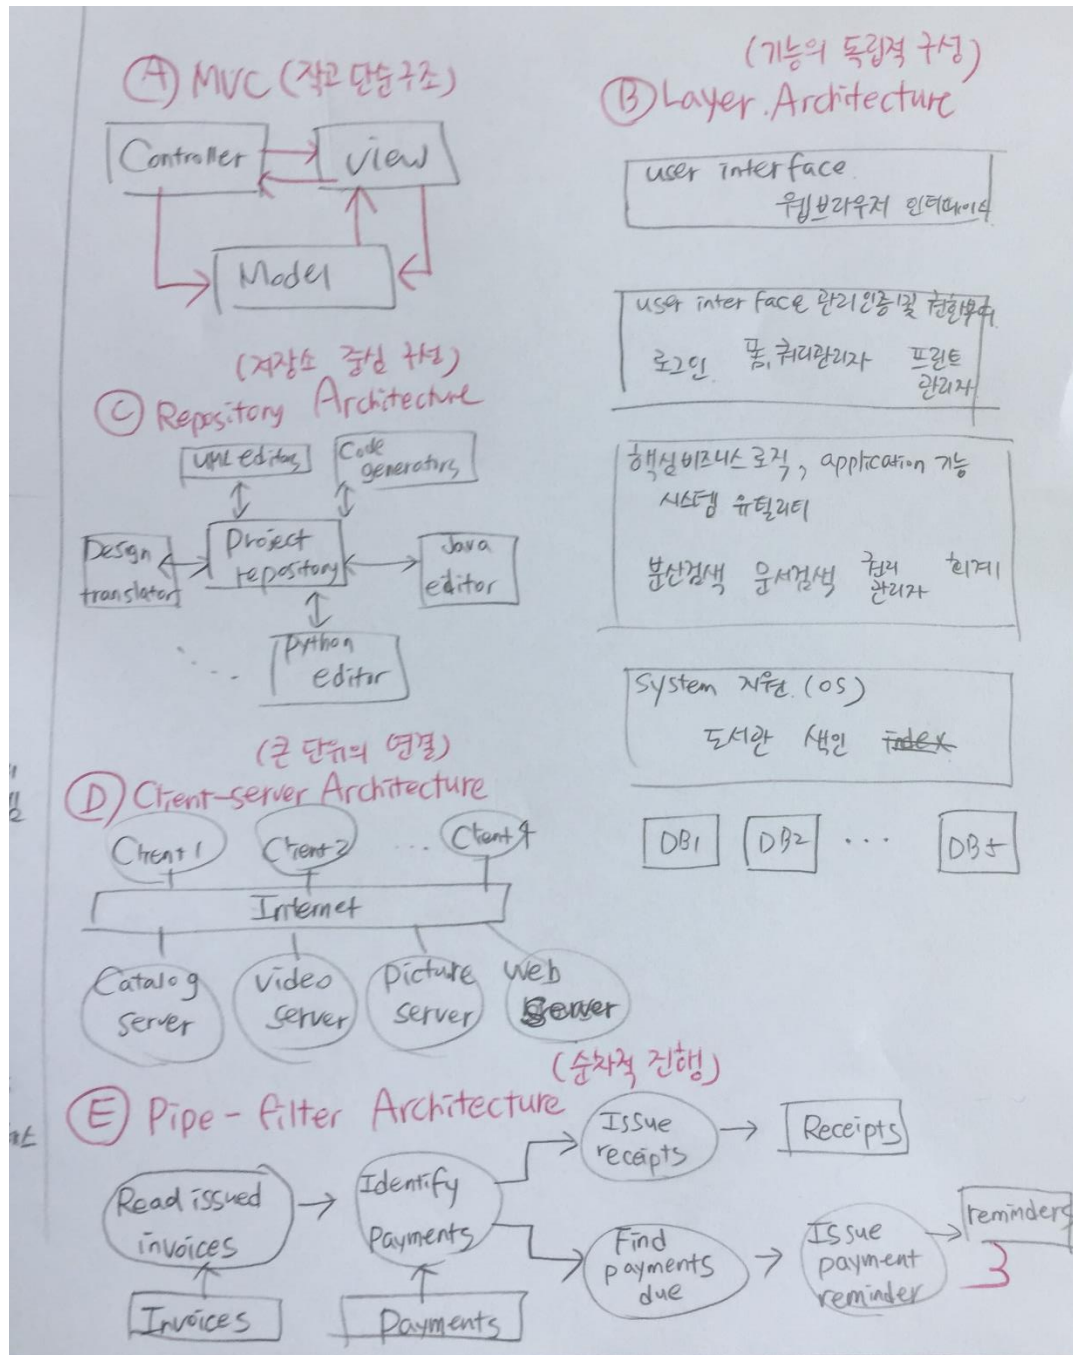 Ⓐ MVC (작고 단순구조)
Controller
View
Model
(기능의 독립적 구성)
Ⓑ Layer Architecture
user interface
웹브라우저 인터페이스
user interface 관리 인증 및 권한부여
로그인 폼, 쿼리관리자 프린트
관리자
핵심비즈니스 로직, application 기능
시스템 유틸리티
분산검색 문서검색 권리
관리자
회계
System 지원 (OS)
도서관 색인 index
DB1 DB2 ... DB5
(저장소 중심 구성)
Ⓒ Repository Architecture
UML editors
Code
generators
Design
translators
Project
repository
Java
editor
python
editor
(큰 단위의 연결)
Ⓓ Client-server Architecture
Client 1
Client 2
...
Client 4
Internet
Catalog
server
video
server
picture
server
web
server
(순차적 진행)
Ⓔ Pipe-filter Architecture
Read issued
invoices
Invoices
Identify
payments
Payments
Issue
receipts
Receipts
Find
payments
due
Issue
payment
reminder
reminders
3